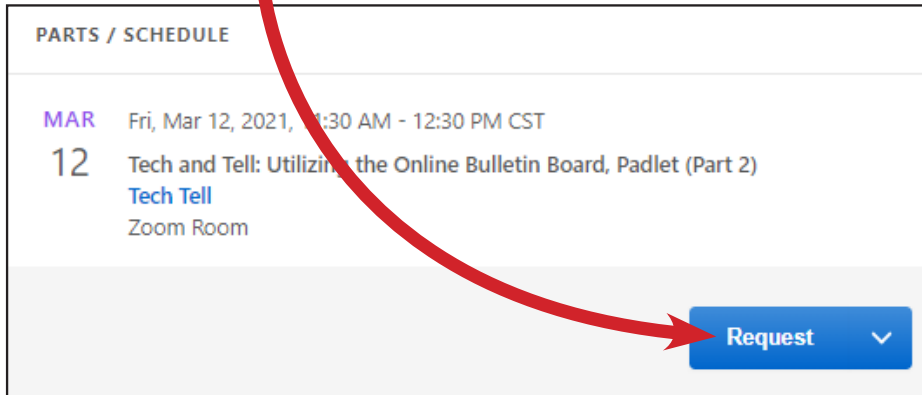 PARTS / SCHEDULE
MAR
12
Fri, Mar 12, 2021, :30 AM - 12:30 PM CST
Tech and Tell: Utilizing the Online Bulletin Board, Padlet (Part 2)
Tech Tell
Zoom Room
Request